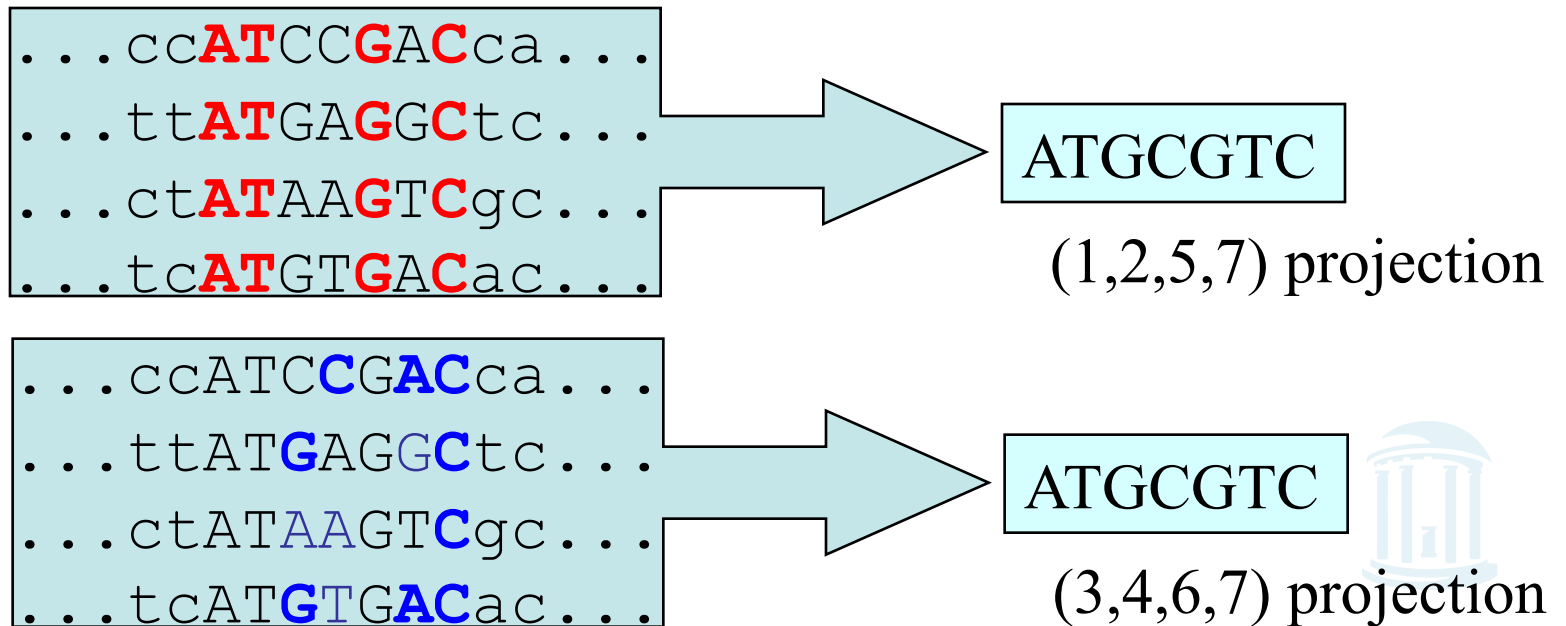 ...ccATCCGACca...
...ttATGAGGCtc...
...ctATAAGTCgc...
...tcATGTGACac...
ATGCGTC
(1,2,5,7) projection
...ccATCCGACca...
...ttATGAGGCtc...
...ctATAAGTCgc...
...tcATGTGACac...
ATGCGTC
(3,4,6,7) projection